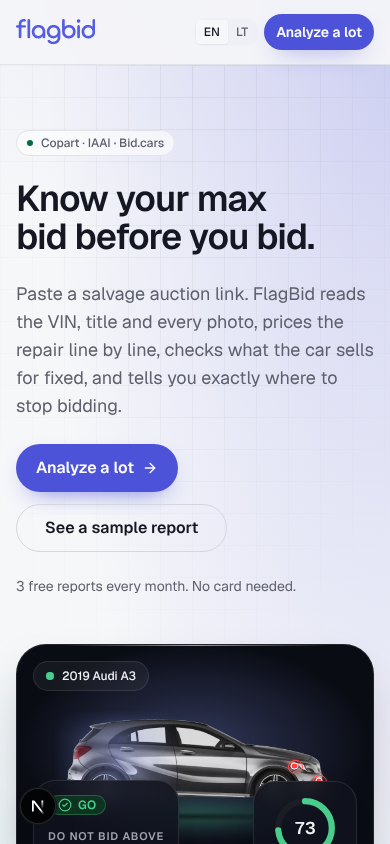 flagbid
EN LT
Analyze a lot
Copart · IAAI · Bid.cars
Know your max
bid before you bid.
Paste a salvage auction link. FlagBid reads
the VIN, title and every photo, prices the
repair line by line, checks what the car sells
for fixed, and tells you exactly where to
stop bidding.
Analyze a lot →
See a sample report
3 free reports every month. No card needed.
2019 Audi A3
N
GO
73
DO NOT BID ABOVE